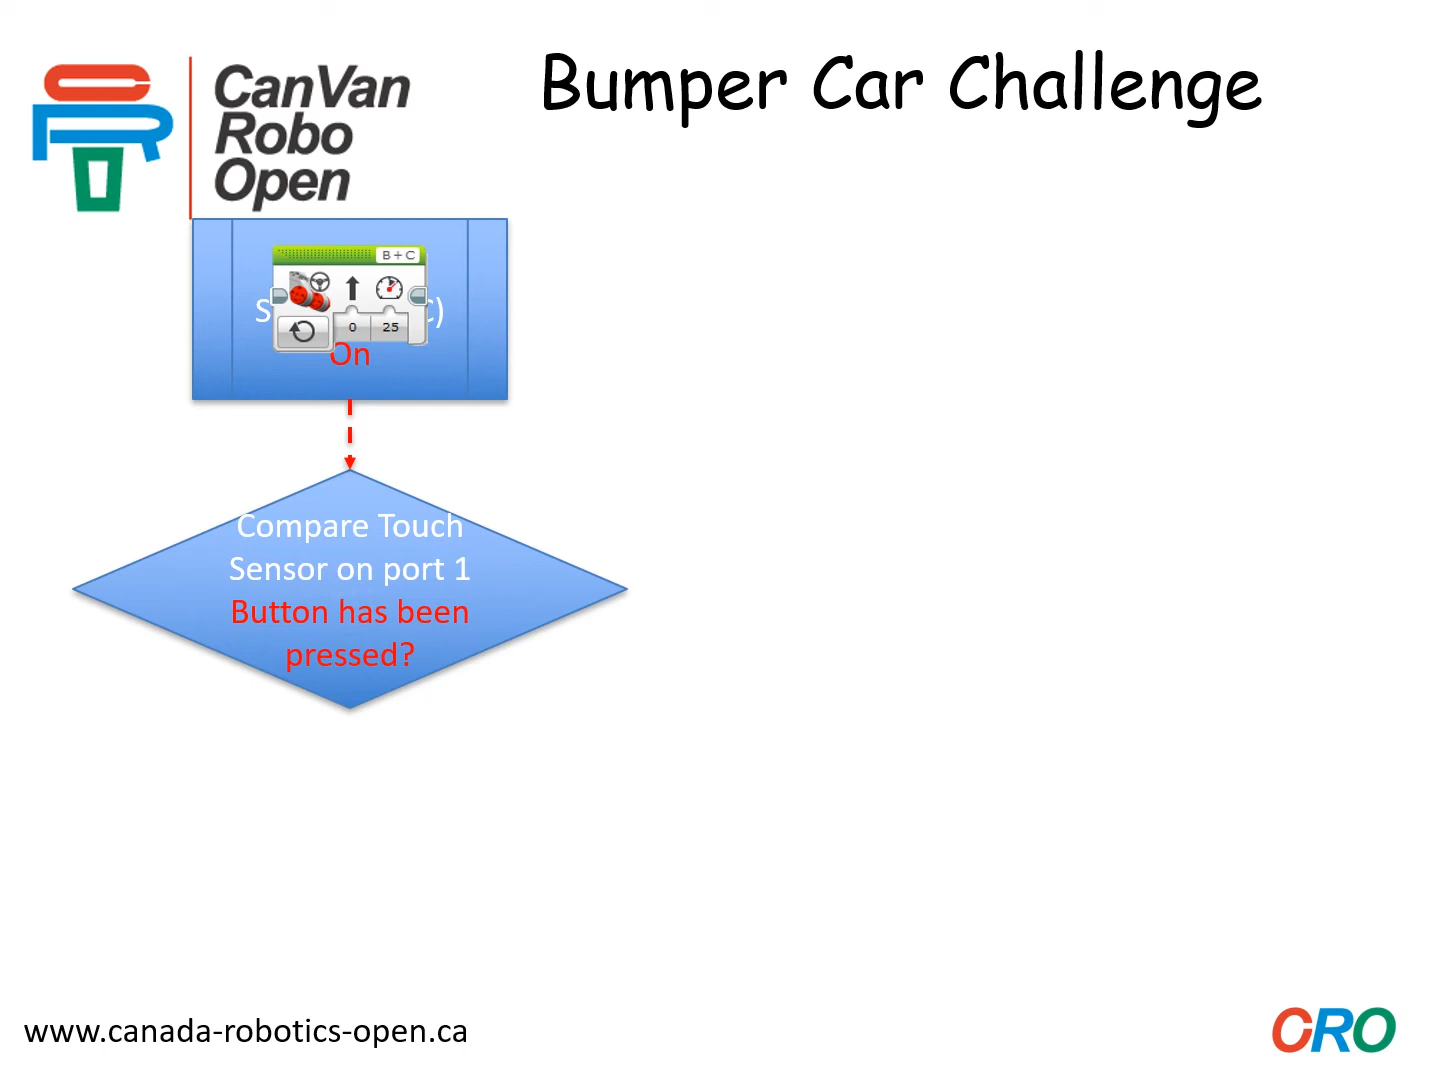 Bumper Car Challenge
CanVan
Robo
Open
B+C
0
25
On
Compare Touch
Sensor on port 1
Button has been
pressed?
www.canada-robotics-open.ca
CRO